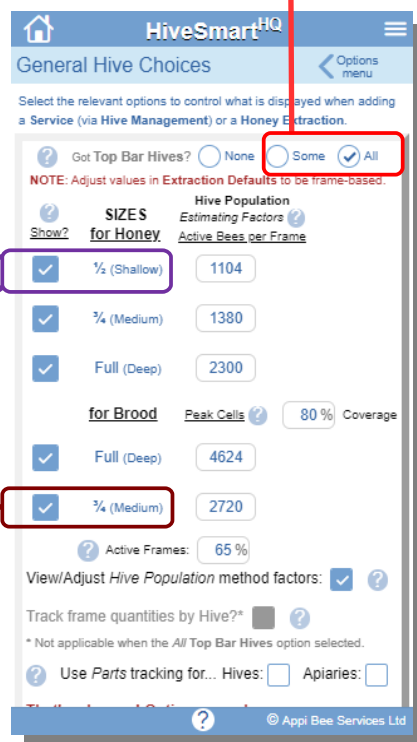 HiveSmartHQ
General Hive Choices
Options
menu
Select the relevant options to control what is displayed when adding
a Service (via Hive Management) or a Honey Extraction.
? Got Top Bar Hives? None Some All
NOTE: Adjust values in Extraction Defaults to be frame-based.
? Show?
SIZES
for Honey
Hive Population
Estimating Factors ?
Active Bees per Frame
½ (Shallow) 1104
¾ (Medium) 1380
Full (Deep) 2300
for Brood Peak Cells ? 80 % Coverage
Full (Deep) 4624
¾ (Medium) 2720
? Active Frames: 65 %
View/Adjust Hive Population method factors: ?
Track frame quantities by Hive?* ?
* Not applicable when the All Top Bar Hives option selected.
? Use Parts tracking for... Hives: Apiaries:
? © Appi Bee Services Ltd